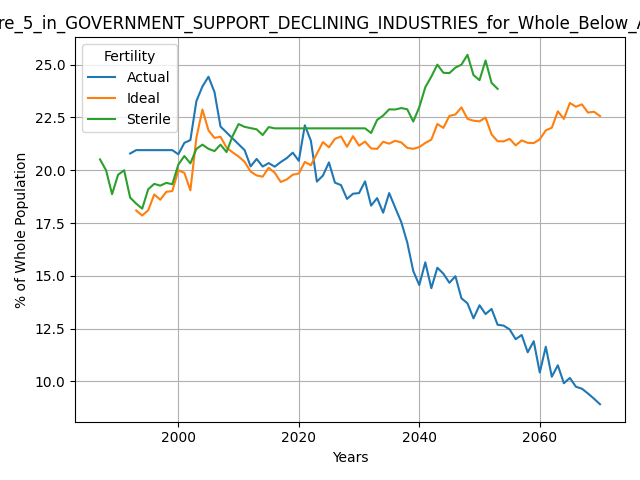 re_5_in_GOVERNMENT_SUPPORT_DECLINING_INDUSTRIES_for_Whole_Below_A
Fertility
Actual
Ideal
Sterile
% of Whole Population
25.0
22.5
20.0
17.5
15.0
12.5
10.0
2000
2020
2040
2060
Years